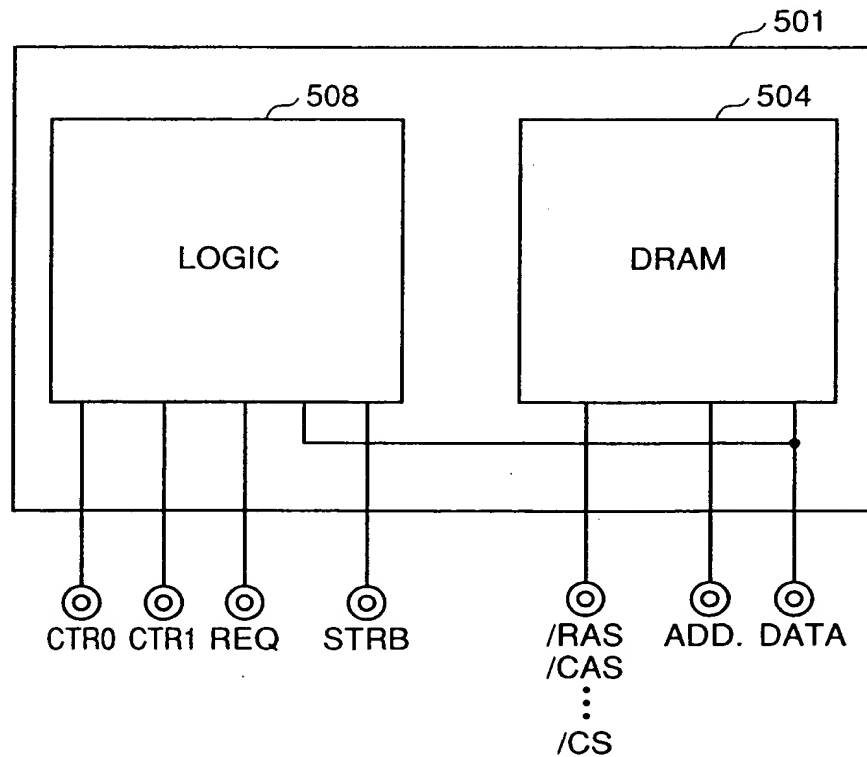 501
508
504
LOGIC
DRAM
CTR0 CTR1 REQ STRB /RAS ADD. DATA
/CAS
/CS